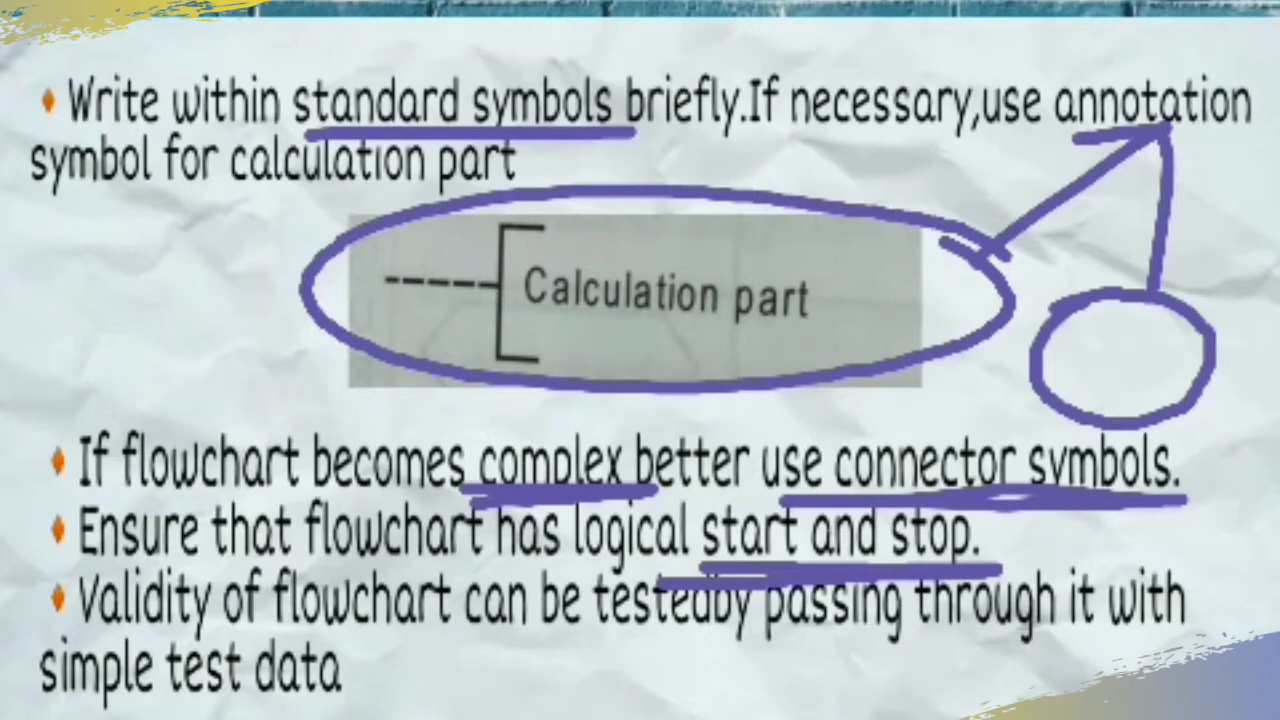 Write within standard symbols briefly.If necessary,use annotation
symbol for calculation part
Calculation part
If flowchart becomes complex better use connector symbols.
Ensure that flowchart has logical start and stop.
Validity of flowchart can be testedby passing through it with
simple test data